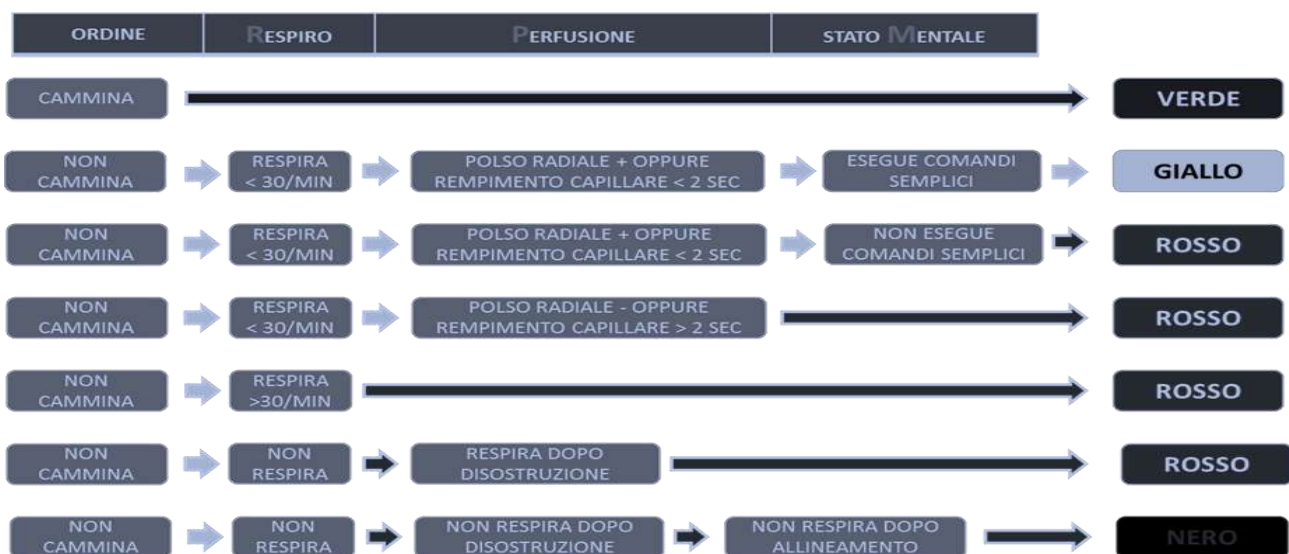 ORDINE RESPIRO PERFUSIONE STATO MENTALE
CAMMINA VERDE
NON RESPIRA POLSO RADIALE + OPPURE ESEGUE COMANDI GIALLO
CAMMINA < 30/MIN REMPIMENTO CAPILLARE < 2 SEC SEMPLICI
NON RESPIRA POLSO RADIALE + OPPURE NON ESEGUE ROSSO
CAMMINA < 30/MIN REMPIMENTO CAPILLARE < 2 SEC COMANDI SEMPLICI
NON RESPIRA POLSO RADIALE - OPPURE ROSSO
CAMMINA < 30/MIN REMPIMENTO CAPILLARE > 2 SEC
NON RESPIRA ROSSO
CAMMINA >30/MIN
NON NON RESPIRA DOPO ROSSO
CAMMINA RESPIRA DISOSTRUZIONE
NON NON NON RESPIRA DOPO NON RESPIRA DOPO NERO
CAMMINA RESPIRA DISOSTRUZIONE ALLINEAMENTO